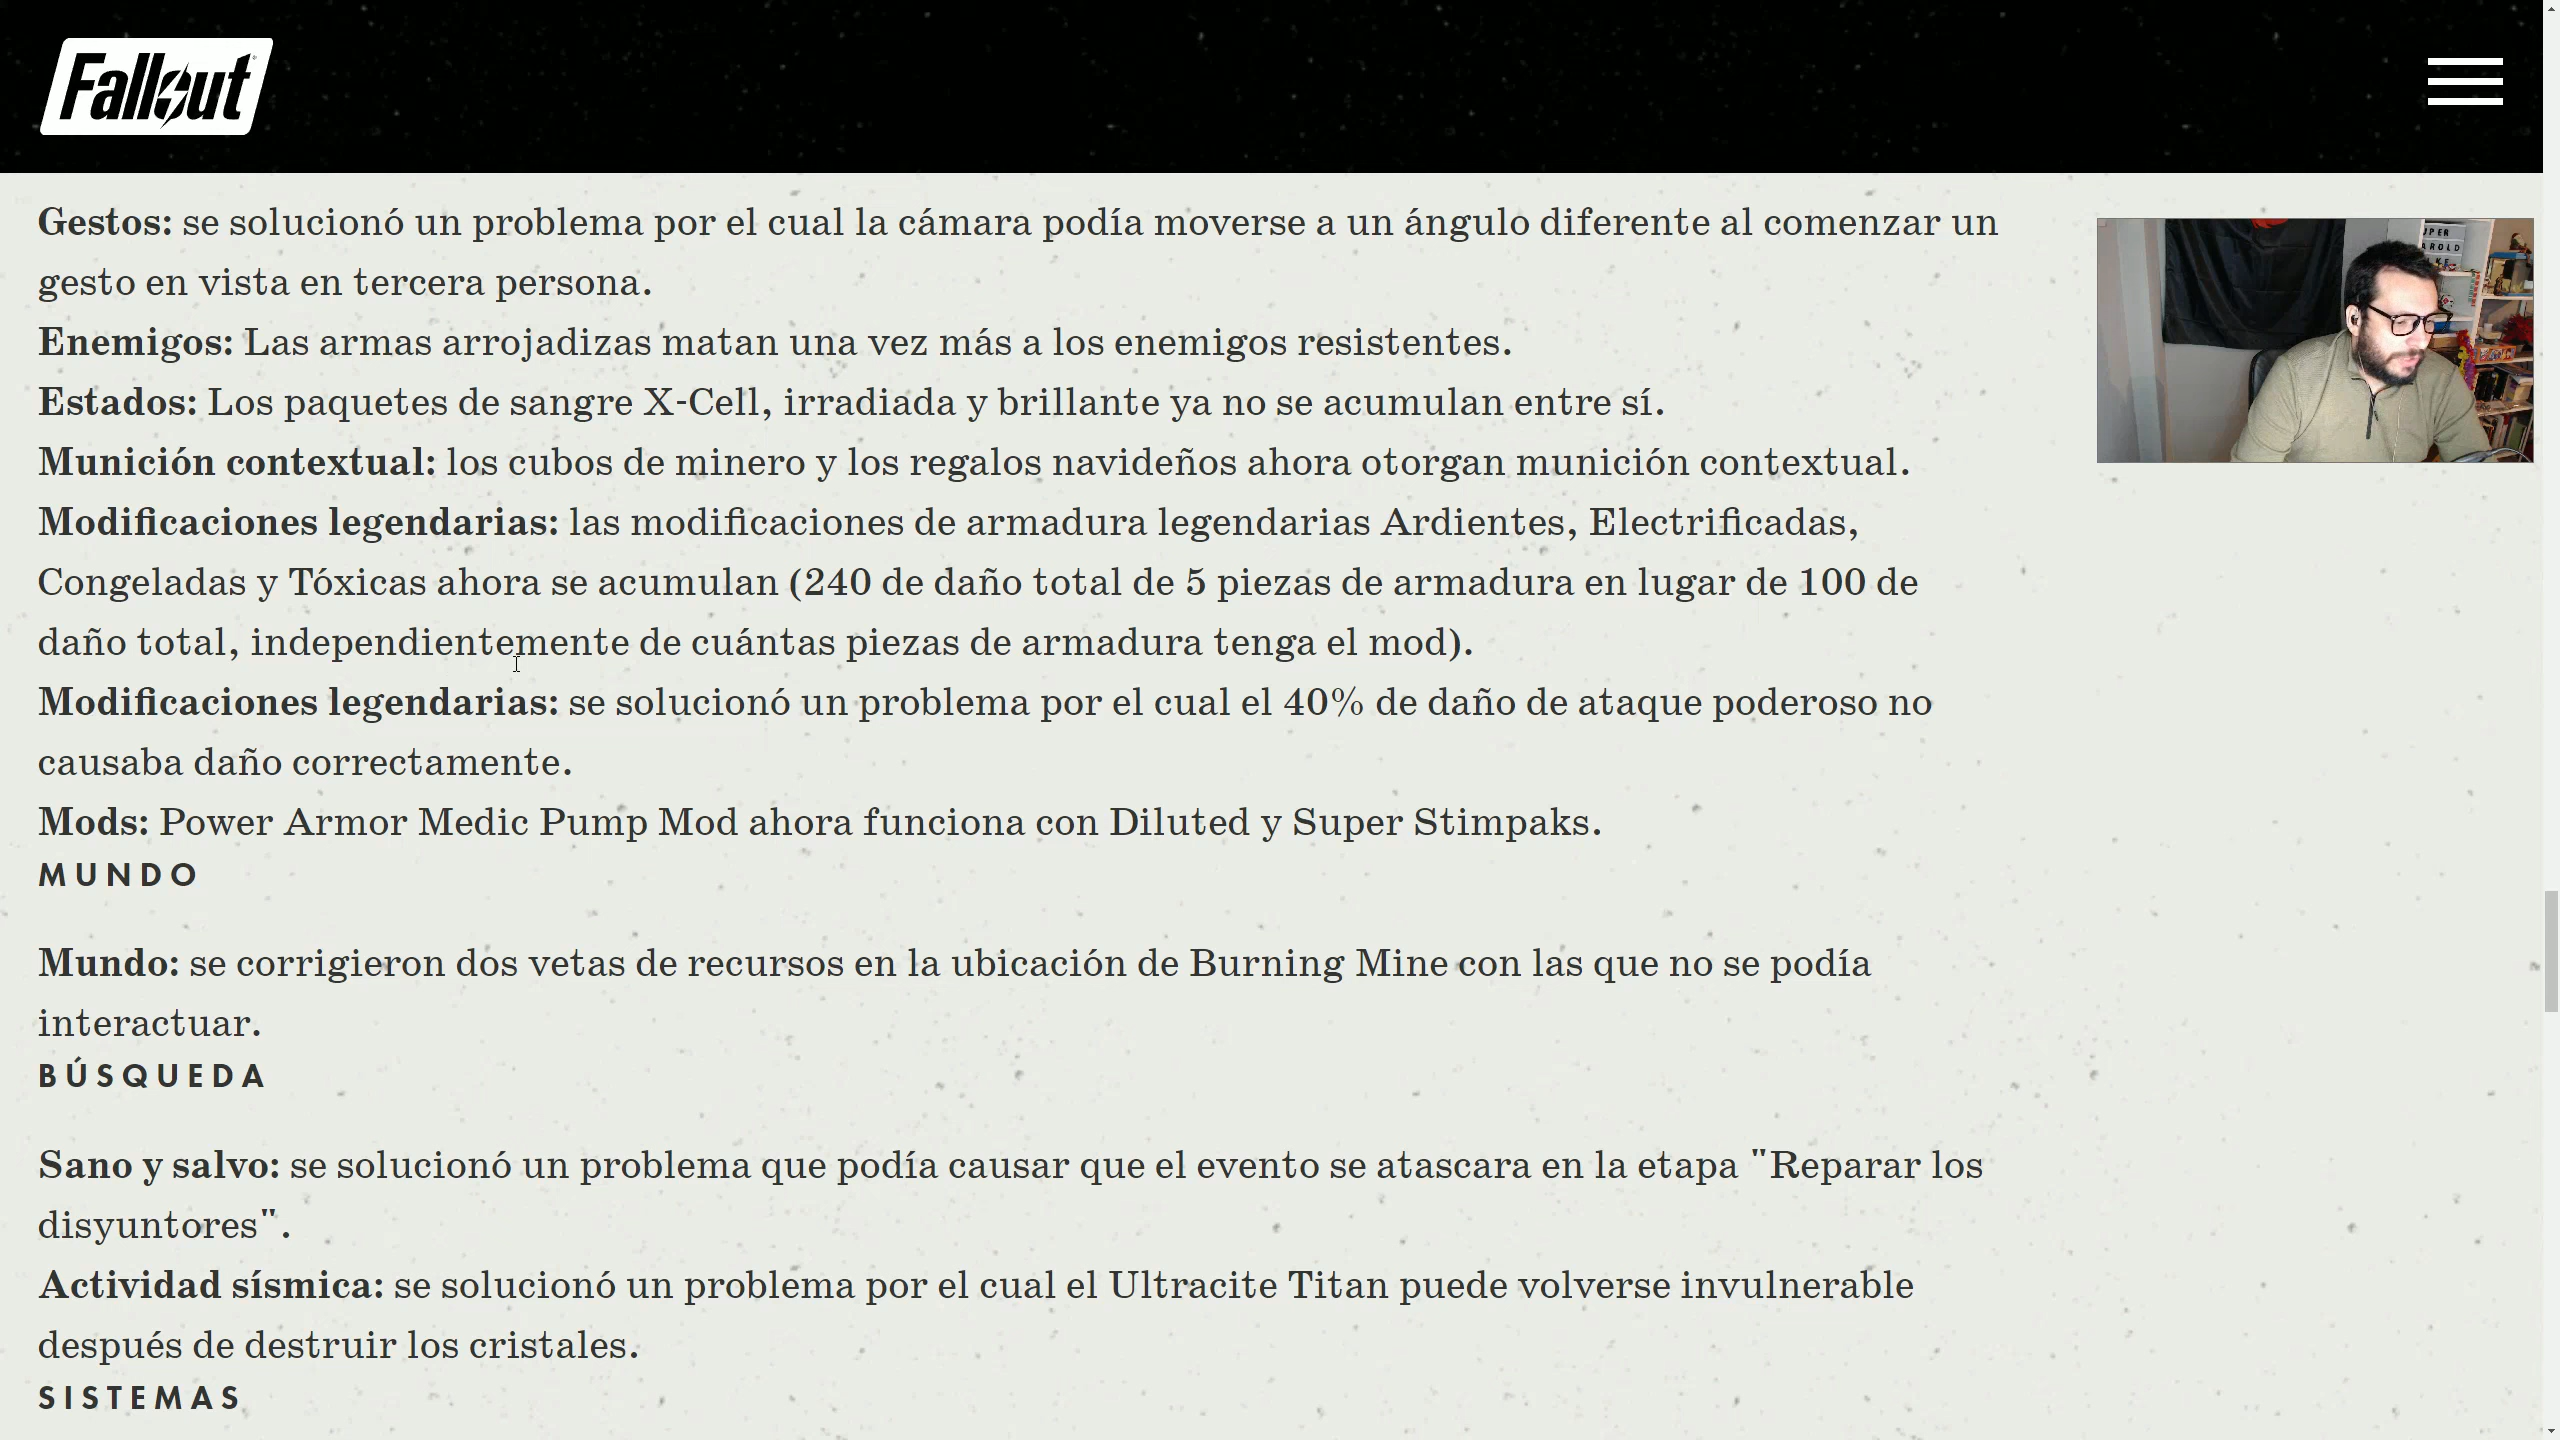 Fallout
Gestos: se solucionó un problema por el cual la cámara podía moverse a un ángulo diferente al comenzar un
gesto en vista en tercera persona.
Enemigos: Las armas arrojadizas matan una vez más a los enemigos resistentes.
Estados: Los paquetes de sangre X-Cell, irradiada y brillante ya no se acumulan entre sí.
Munición contextual: los cubos de minero y los regalos navideños ahora otorgan munición contextual.
Modificaciones legendarias: las modificaciones de armadura legendarias Ardientes, Electrificadas,
Congeladas y Tóxicas ahora se acumulan (240 de daño total de 5 piezas de armadura en lugar de 100 de
daño total, independientemente de cuántas piezas de armadura tenga el mod).
Modificaciones legendarias: se solucionó un problema por el cual el 40% de daño de ataque poderoso no
causaba daño correctamente.
Mods: Power Armor Medic Pump Mod ahora funciona con Diluted y Super Stimpaks.
MUNDO
Mundo: se corrigieron dos vetas de recursos en la ubicación de Burning Mine con las que no se podía
interactuar.
BÚSQUEDA
Sano y salvo: se solucionó un problema que podía causar que el evento se atascara en la etapa "Reparar los
disyuntores".
Actividad sísmica: se solucionó un problema por el cual el Ultracite Titan puede volverse invulnerable
después de destruir los cristales.
SISTEMAS